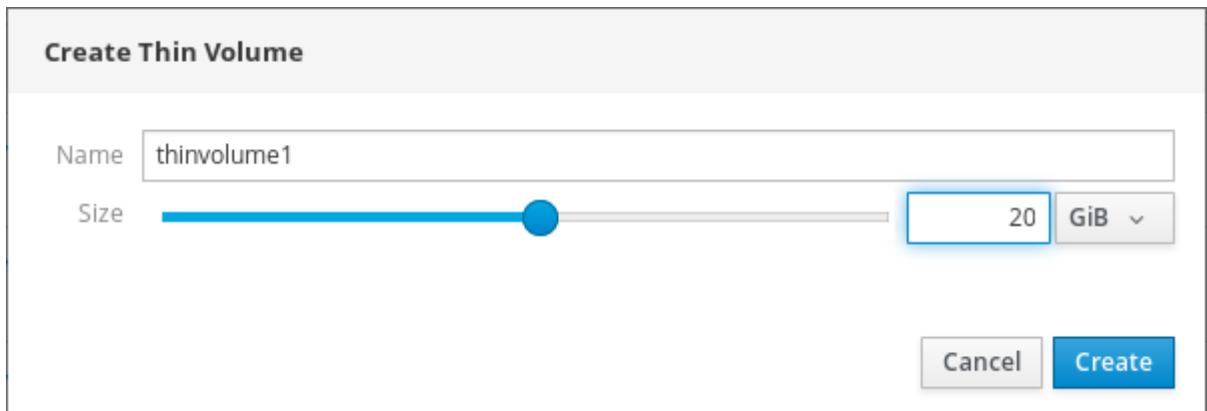 Create Thin Volume
Name thinvolume1
Size 20 GiB
Cancel Create